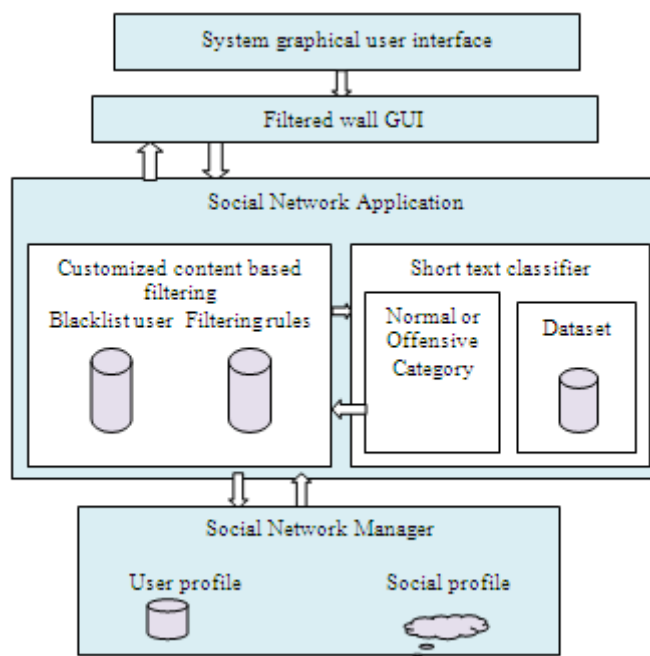 System graphical user interface
Filtered wall GUI
Social Network Application
Customized content based
filtering
Blacklist user Filtering rules
Short text classifier
Normal or
Offensive
Category
Dataset
Social Network Manager
User profile
Social profile